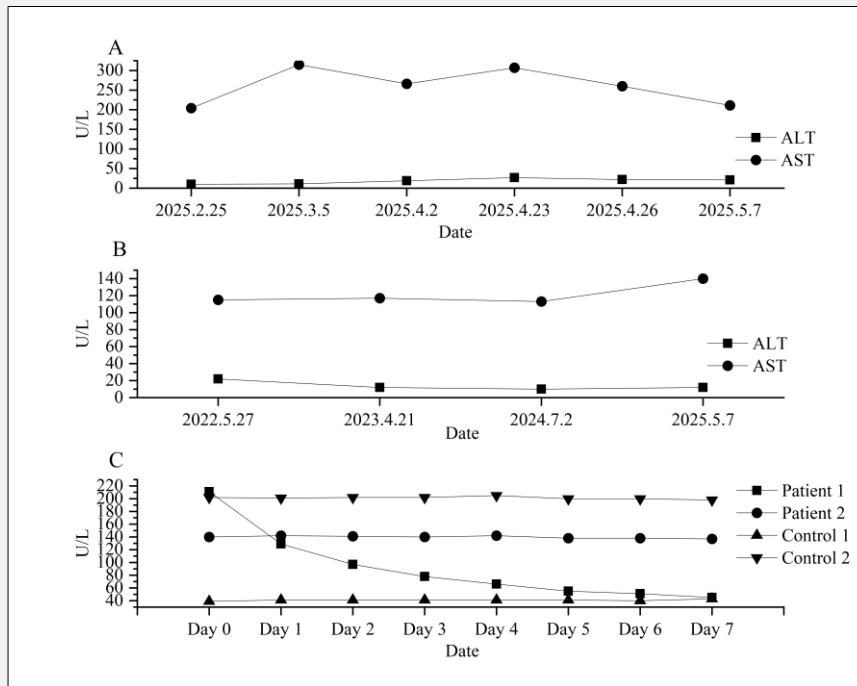 A
300
250
200
150
100
50
0
U/L
ALT
AST
2025.2.25 2025.3.5 2025.4.2 2025.4.23 2025.4.26 2025.5.7
Date
B
140
120
100
80
60
40
20
0
U/L
ALT
AST
2022.5.27 2023.4.21 2024.7.2 2025.5.7
Date
C
220
200
180
160
140
120
100
80
60
40
U/L
Patient 1
Patient 2
Control 1
Control 2
Day 0 Day 1 Day 2 Day 3 Day 4 Day 5 Day 6 Day 7
Date